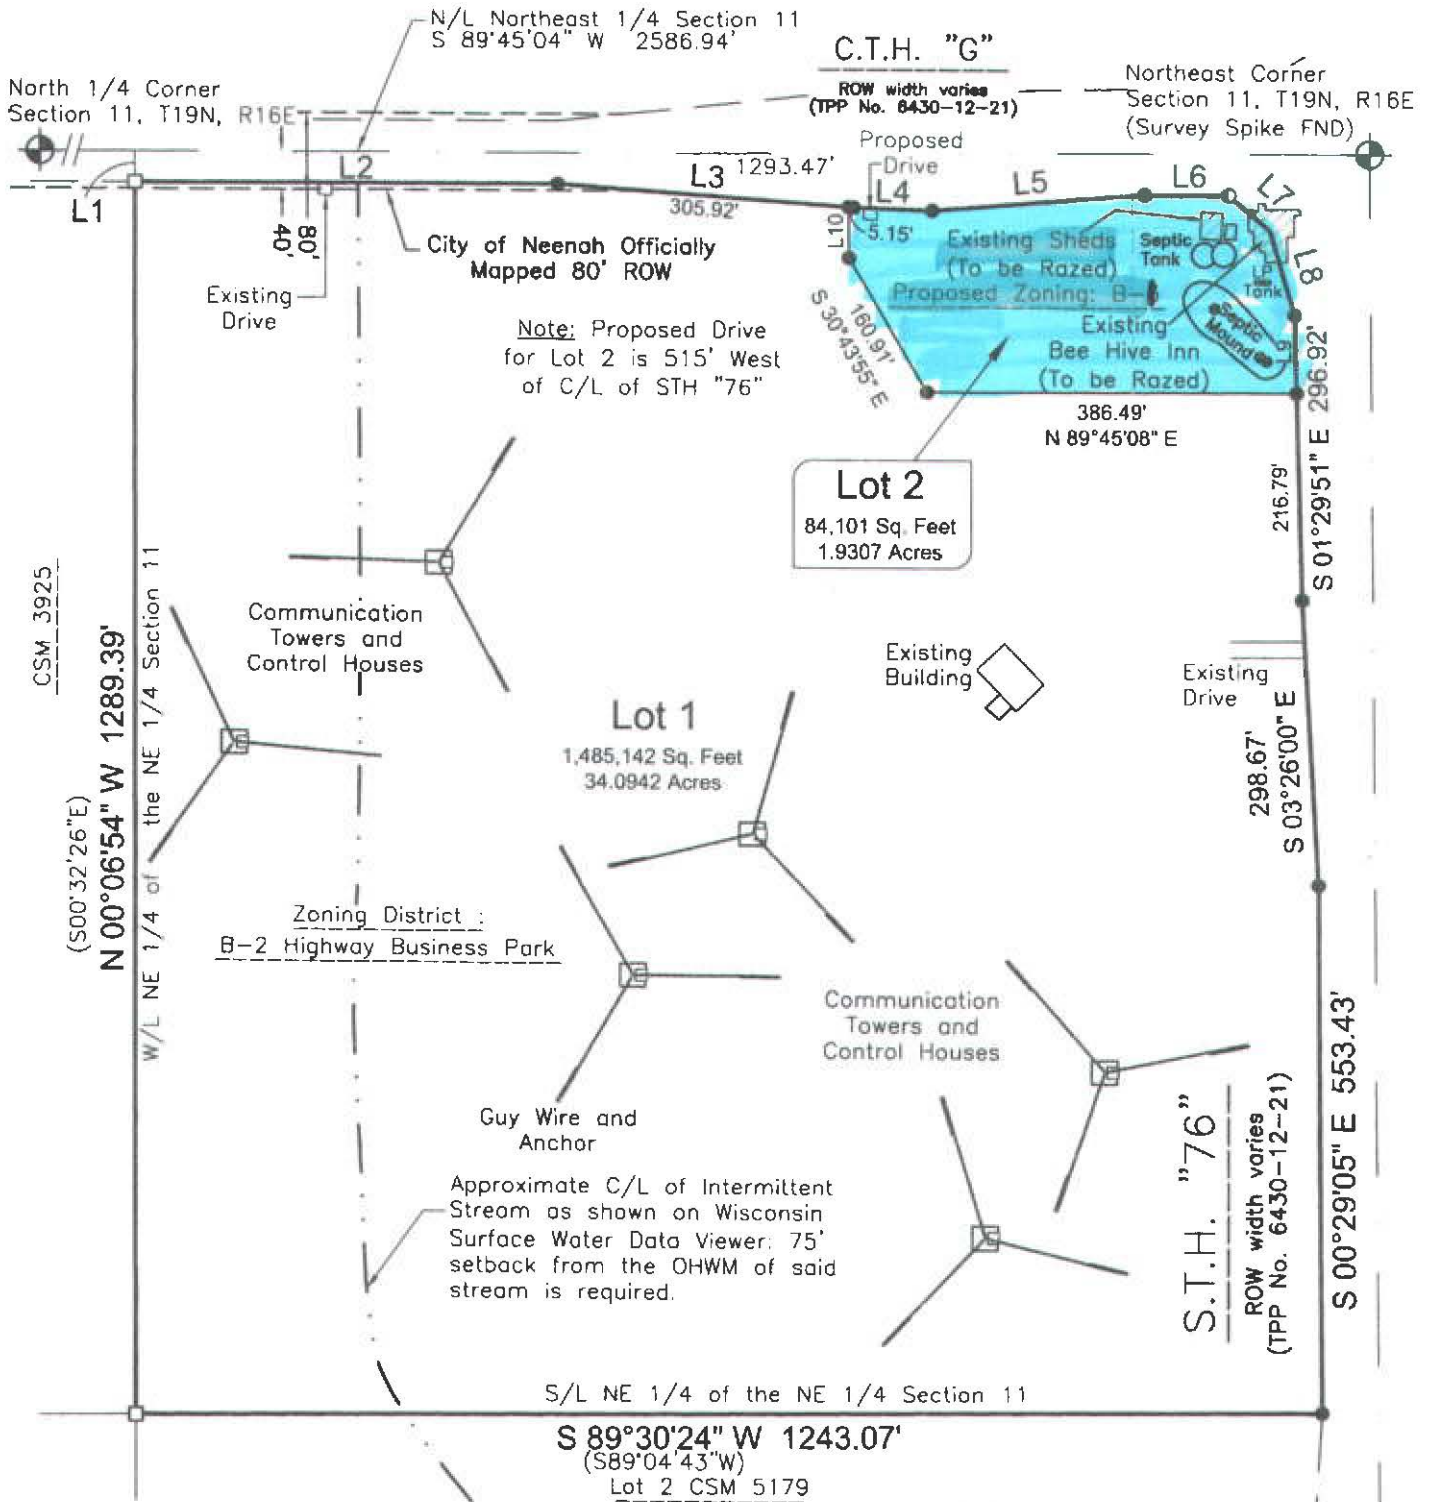 N/L Northeast 1/4 Section 11
S 89°45'04" W 2586.94'
C.T.H. "G"
ROW width varies
(TPP No. 6430-12-21)
North 1/4 Corner
Section 11, T19N, R16E
Northeast Corner
Section 11, T19N, R16E
(Survey Spike FND)
Proposed
Drive
L1
L2
L3
1293.47'
305.92'
L4
L5
L6
L7
L8
L10
5.15'
80'
40'
City of Neenah Officially
Mapped 80' ROW
Existing
Drive
Existing Sheds
(To be Razed)
Septic
Tank
LP
Tank
Proposed Zoning: B-
Septic
Mound
Existing
Bee Hive Inn
(To be Razed)
Note: Proposed Drive
for Lot 2 is 515' West
of C/L of STH "76"
160.91'
S 30°43'55" E
386.49'
N 89°45'08" E
S 01°29'51" E 296.92'
216.79'
Lot 2
84,101 Sq. Feet
1.9307 Acres
CSM 3925
(S00°32'26"E)
N 00°06'54" W 1289.39'
W/L NE 1/4 of the NE 1/4 Section 11
Communication
Towers and
Control Houses
Existing
Building
Existing
Drive
Lot 1
1,485,142 Sq. Feet
34.0942 Acres
298.67'
S 03°26'00" E
Zoning District :
B-2 Highway Business Park
Communication
Towers and
Control Houses
Guy Wire and
Anchor
Approximate C/L of Intermittent
Stream as shown on Wisconsin
Surface Water Data Viewer: 75'
setback from the OHWM of said
stream is required.
S.T.H. "76"
ROW width varies
(TPP No. 6430-12-21)
S 00°29'05" E 553.43'
S/L NE 1/4 of the NE 1/4 Section 11
S 89°30'24" W 1243.07'
(S89°04'43"W)
Lot 2 CSM 5179